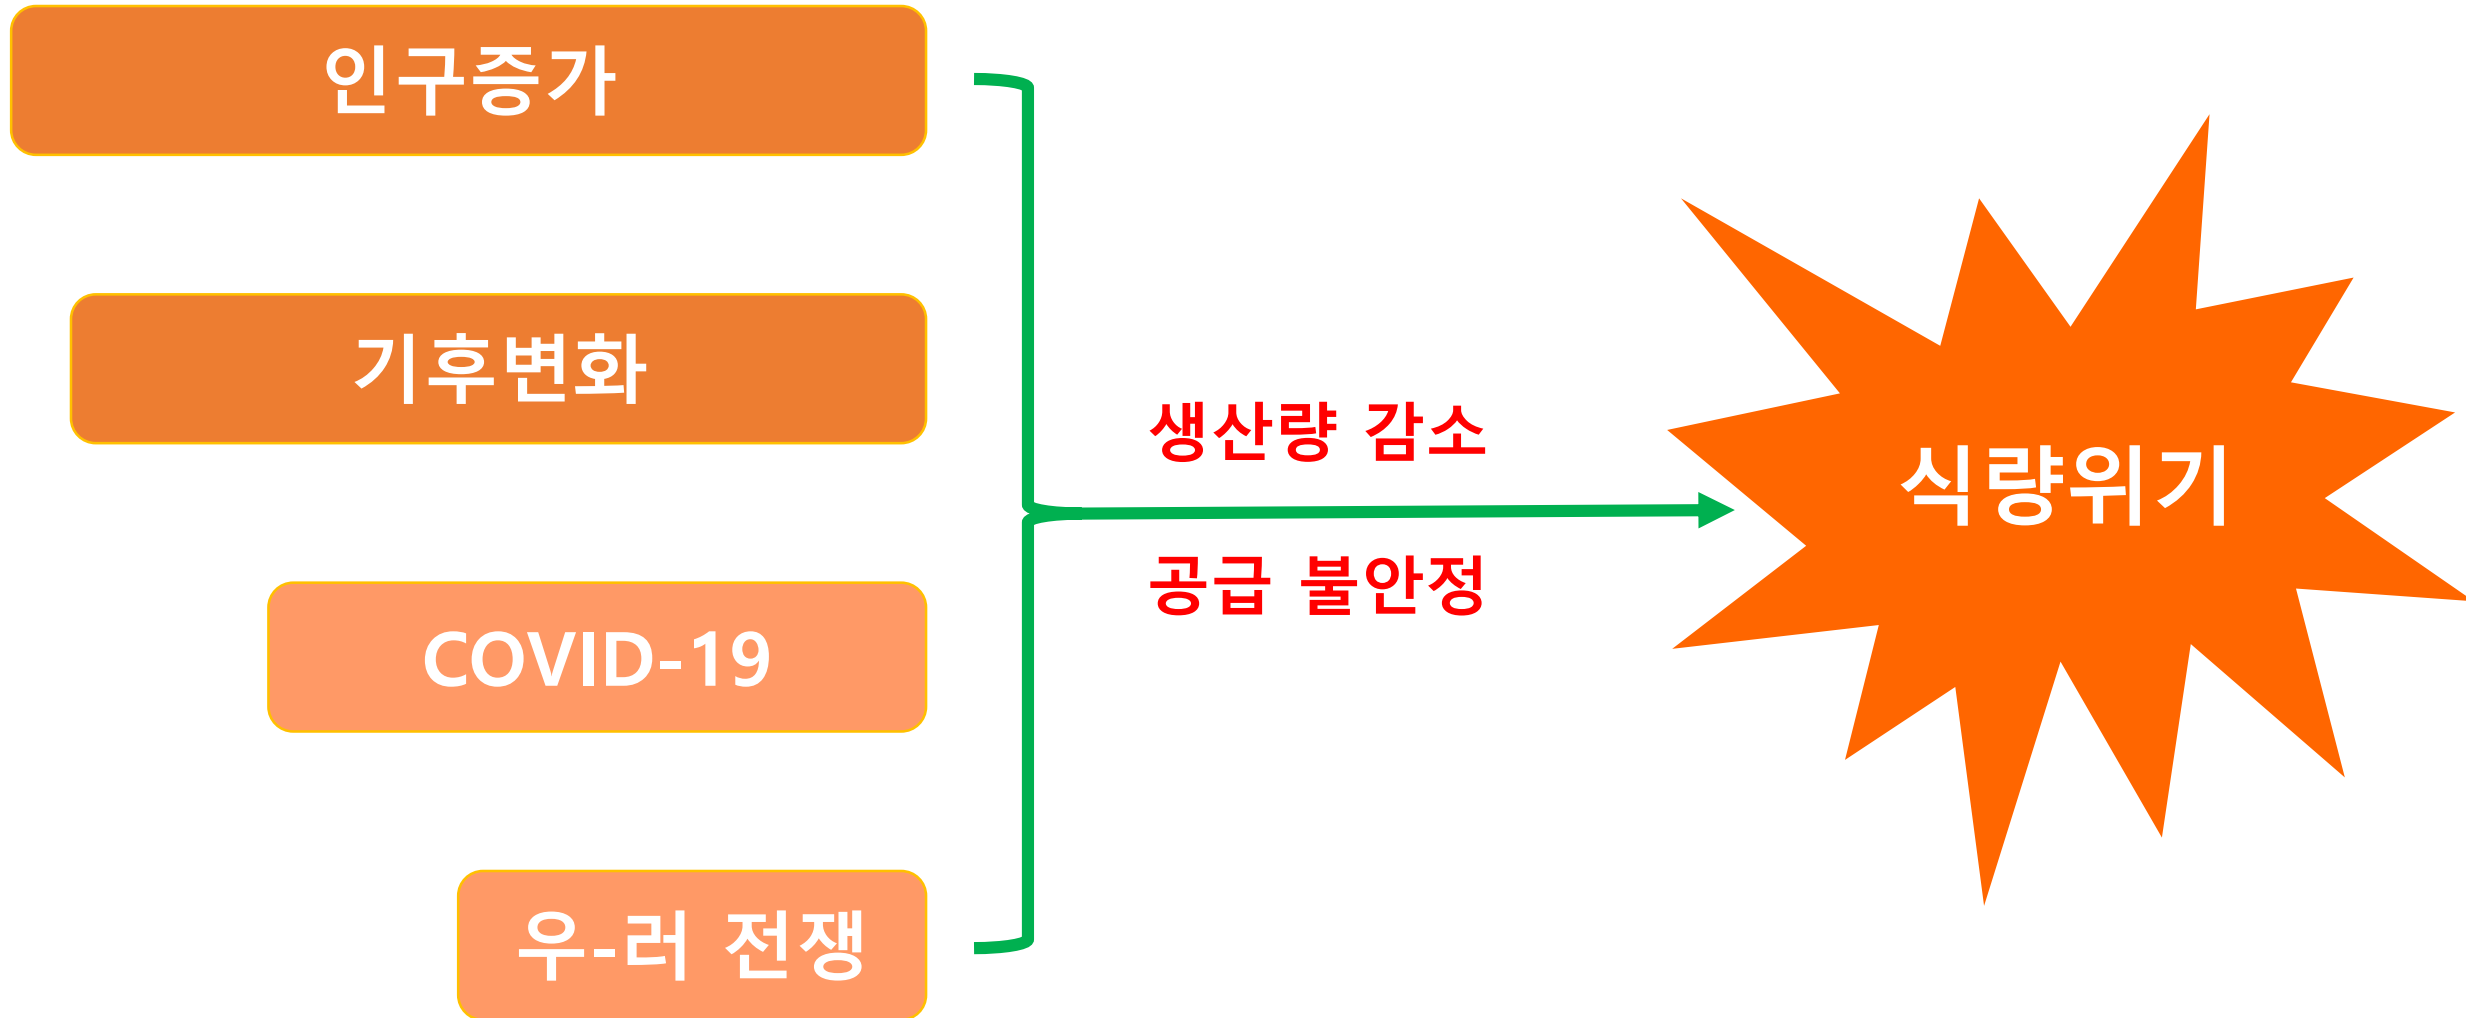 인구증가
기후변화
COVID-19
우-러 전쟁
생산량 감소
공급 불안정
식량위기